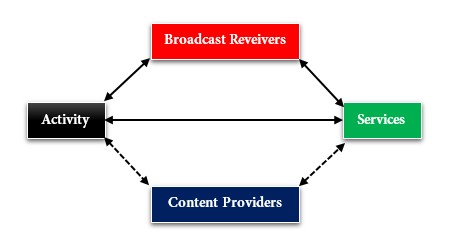 Broadcast Reveivers
Activity
Services
Content Providers